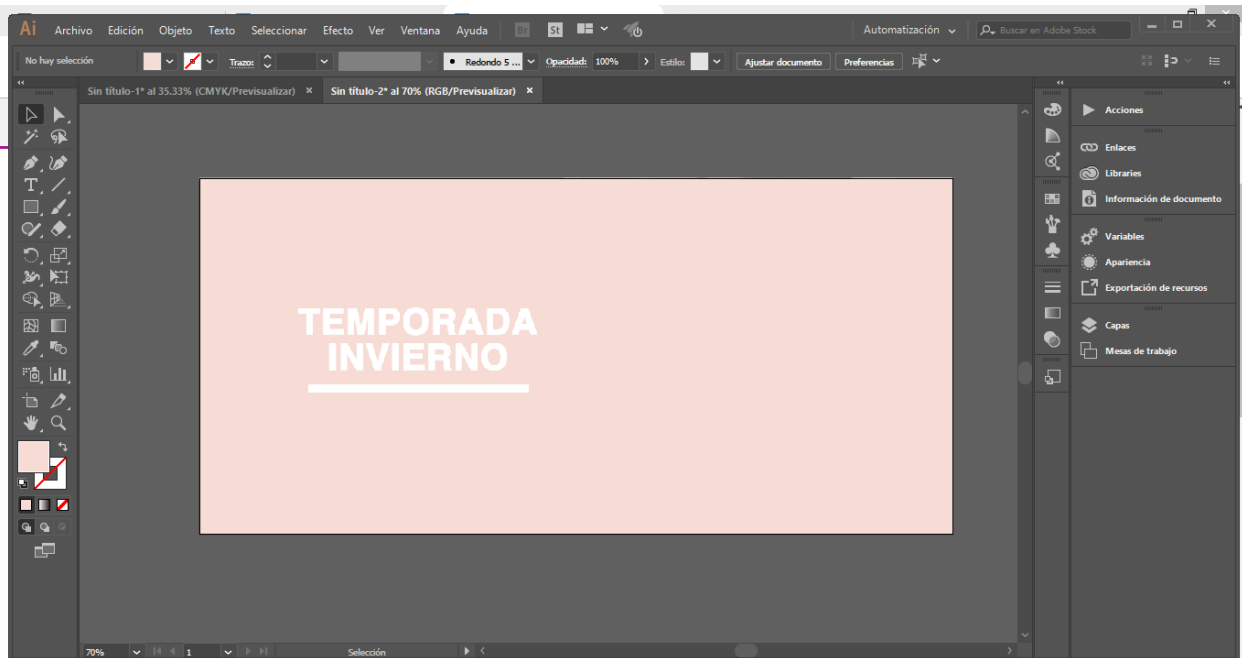 Ai Archivo Edición Objeto Texto Seleccionar Efecto Ver Ventana Ayuda Br St Automatización Buscar en Adobe Stock
No hay selección Trazo: Redondo 5 ... Opacidad: 100% Estilo: Ajustar documento Preferencias
Sin título-1* al 35.33% (CMYK/Previsualizar) × Sin título-2* al 70% (RGB/Previsualizar) ×
Acciones
Enlaces
Libraries
Información de documento
Variables
Apariencia
Exportación de recursos
Capas
Mesas de trabajo
TEMPORADA
INVIERNO
70% 1 Selección